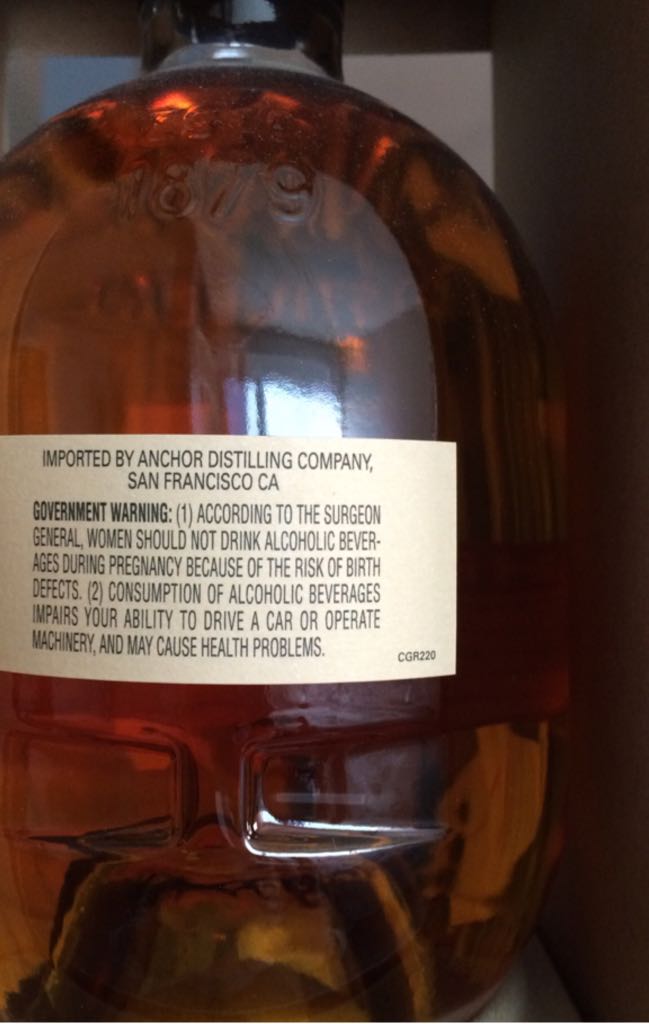 1879
IMPORTED BY ANCHOR DISTILLING COMPANY,
SAN FRANCISCO CA
GOVERNMENT WARNING: (1) ACCORDING TO THE SURGEON
GENERAL, WOMEN SHOULD NOT DRINK ALCOHOLIC BEVER-
AGES DURING PREGNANCY BECAUSE OF THE RISK OF BIRTH
DEFECTS. (2) CONSUMPTION OF ALCOHOLIC BEVERAGES
IMPAIRS YOUR ABILITY TO DRIVE A CAR OR OPERATE
MACHINERY, AND MAY CAUSE HEALTH PROBLEMS.
CGR220